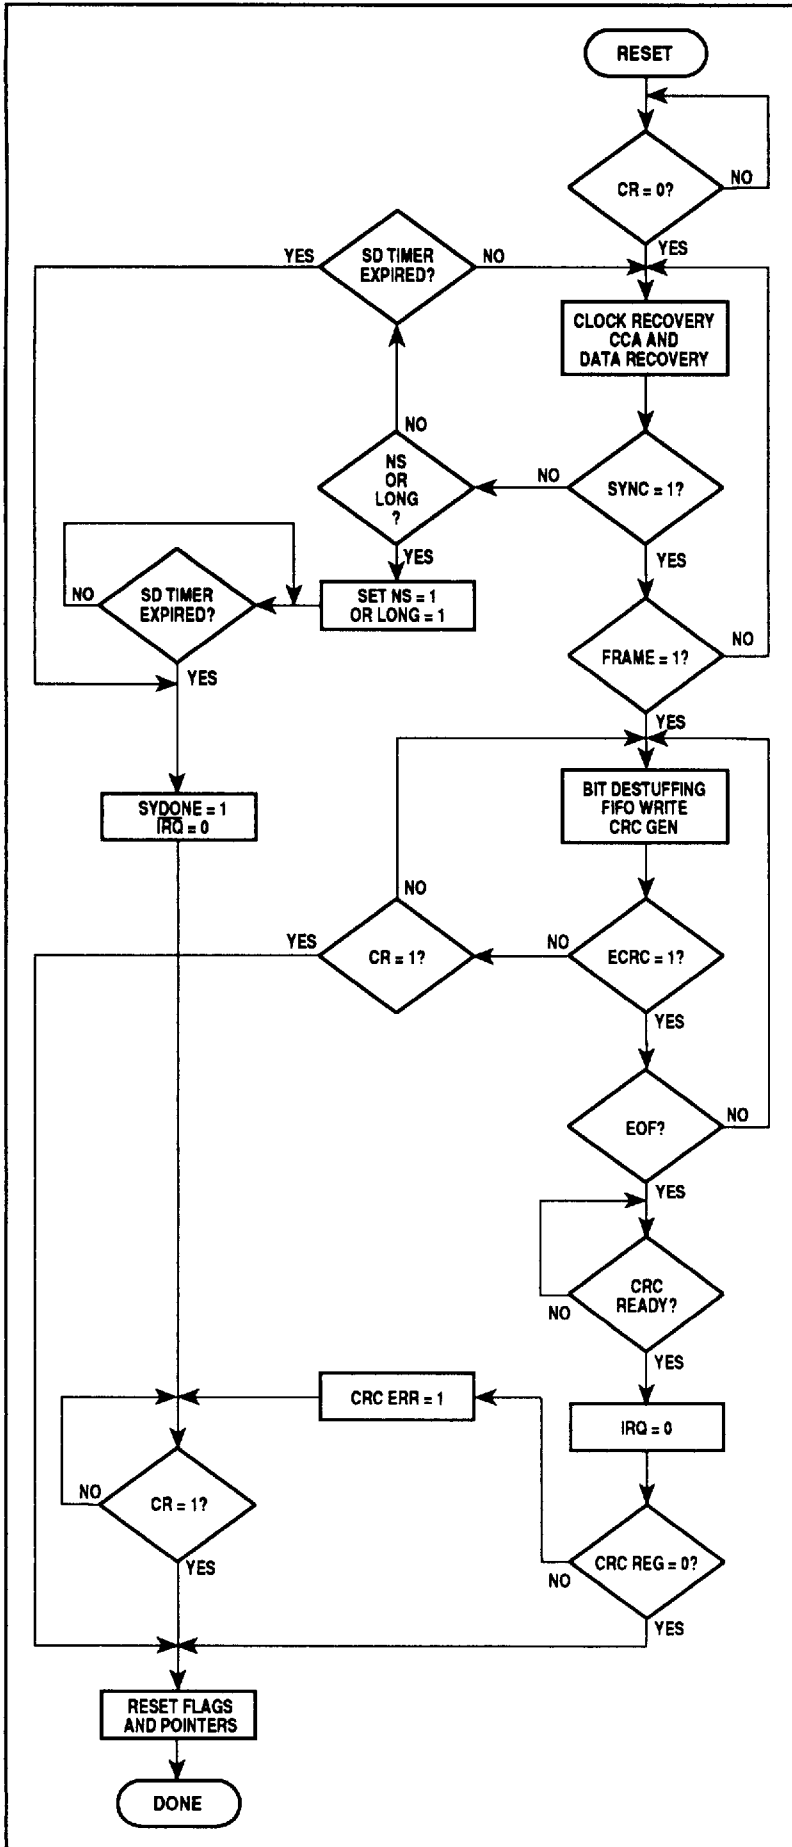 RESET
CR = 0?
NO
YES
SD TIMER
EXPIRED?
YES
NO
CLOCK RECOVERY
CCA AND
DATA RECOVERY
NO
NS
OR
LONG
?
NO
SYNC = 1?
YES
YES
SD TIMER
EXPIRED?
NO
SET NS = 1
OR LONG = 1
FRAME = 1?
NO
YES
YES
SYDONE = 1
IRQ = 0
BIT DESTUFFING
FIFO WRITE
CRC GEN
NO
YES
CR = 1?
NO
ECRC = 1?
YES
EOF?
NO
YES
CRC
READY?
NO
YES
CRC ERR = 1
IRQ = 0
NO
CR = 1?
YES
CRC REG = 0?
NO
YES
RESET FLAGS
AND POINTERS
DONE